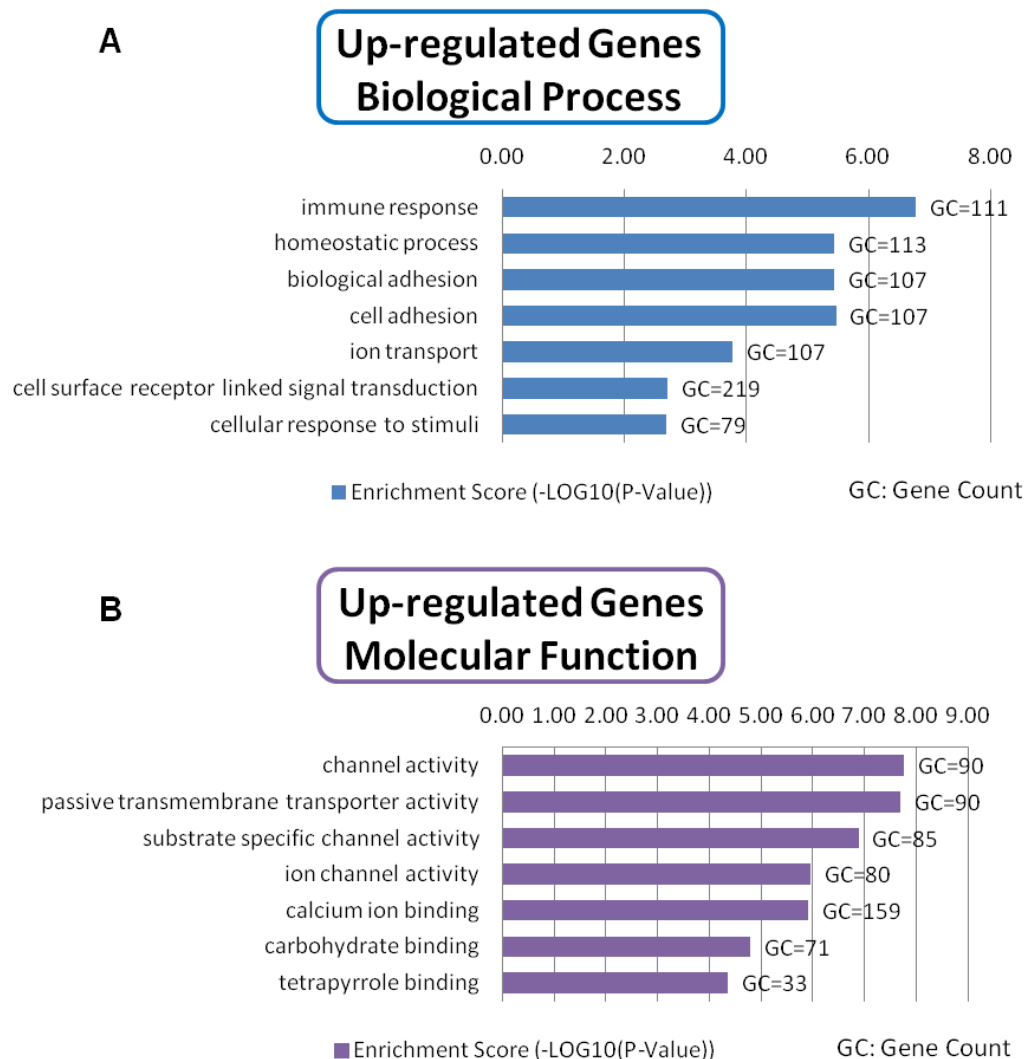 A
Up-regulated Genes
Biological Process
0.00 2.00 4.00 6.00 8.00
immune response GC=111
homeostatic process GC=113
biological adhesion GC=107
cell adhesion GC=107
ion transport GC=107
cell surface receptor linked signal transduction GC=219
cellular response to stimuli GC=79
Enrichment Score (-LOG10(P-Value)) GC: Gene Count
B
Up-regulated Genes
Molecular Function
0.00 1.00 2.00 3.00 4.00 5.00 6.00 7.00 8.00 9.00
channel activity GC=90
passive transmembrane transporter activity GC=90
substrate specific channel activity GC=85
ion channel activity GC=80
calcium ion binding GC=159
carbohydrate binding GC=71
tetrapyrrole binding GC=33
Enrichment Score (-LOG10(P-Value)) GC: Gene Count